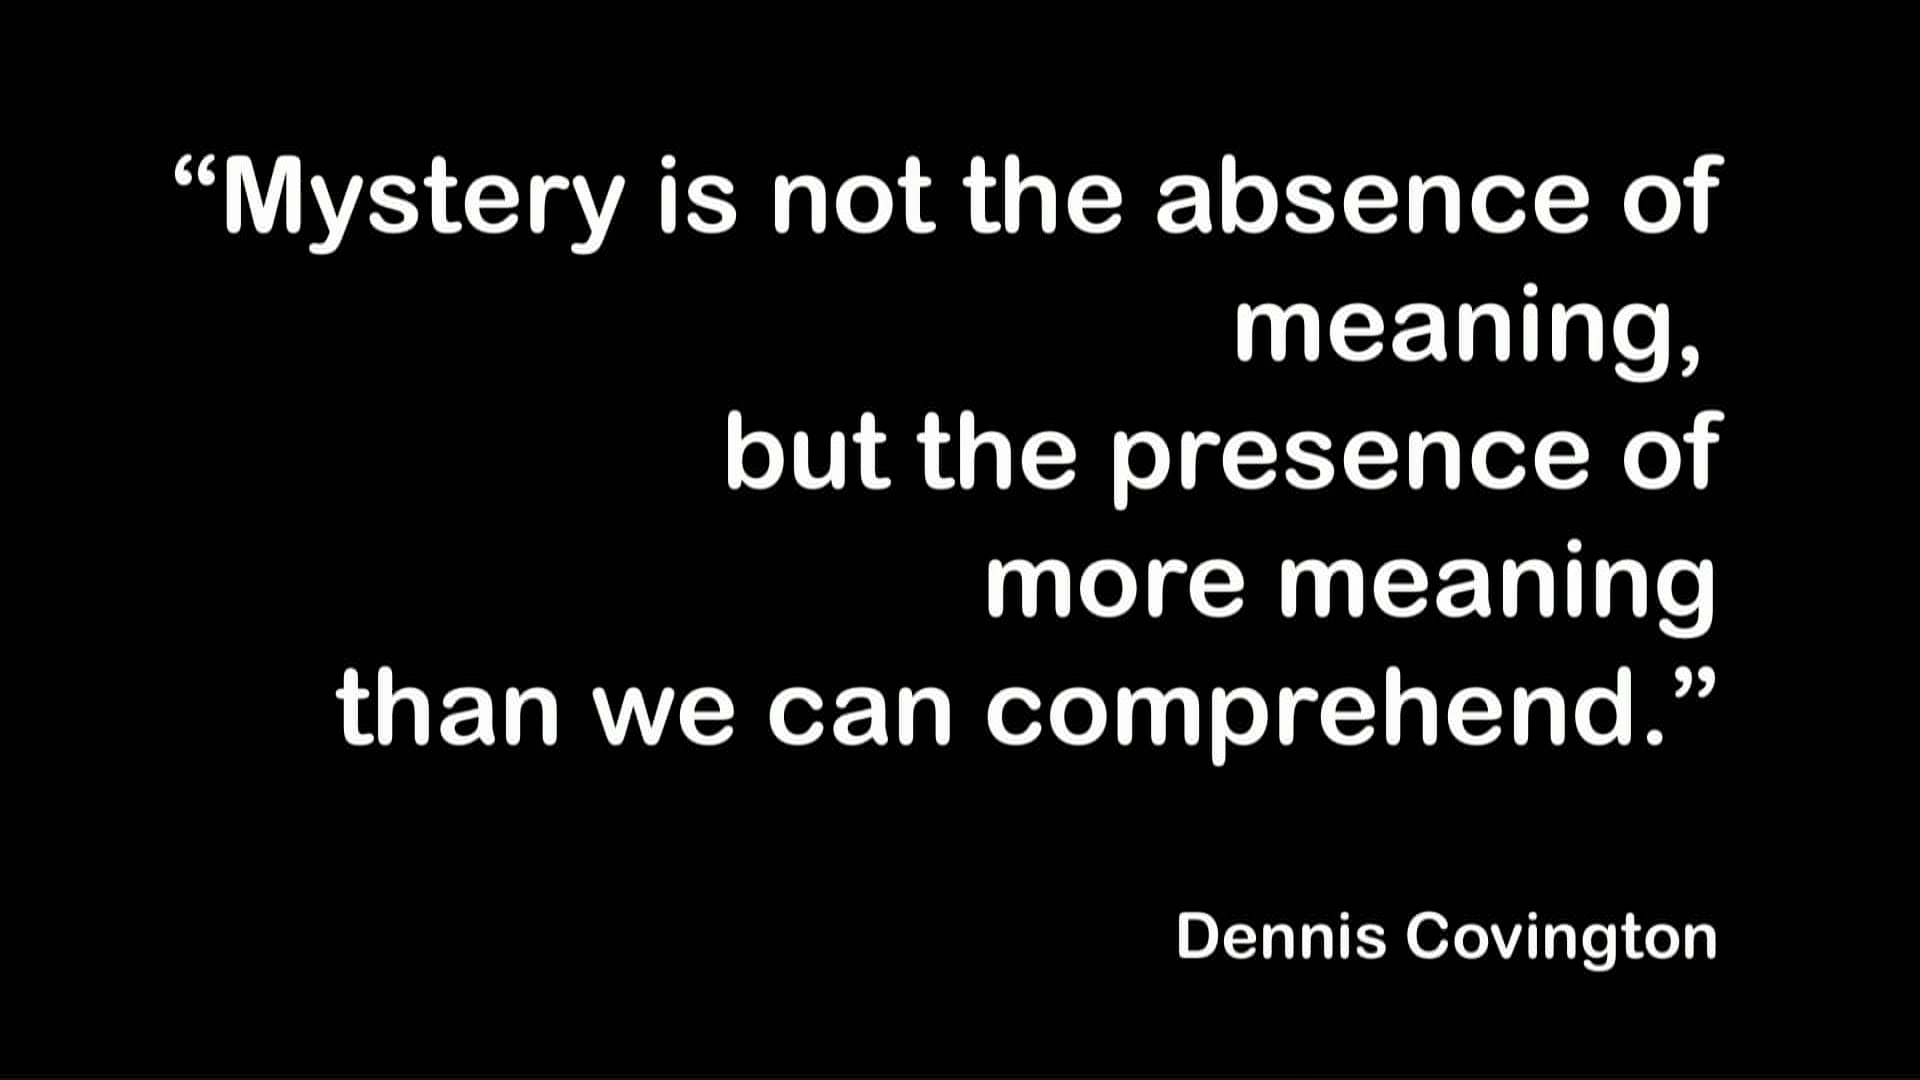 “Mystery is not the absence of
meaning,
but the presence of
more meaning
than we can comprehend.”
Dennis Covington